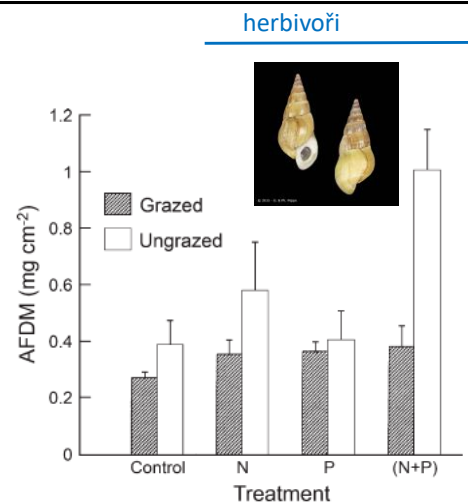 herbivoři
1.2
1
0.8
0.6
0.4
0.2
0
AFDM (mg cm-2)
Grazed
Ungrazed
Control N P (N+P)
Treatment